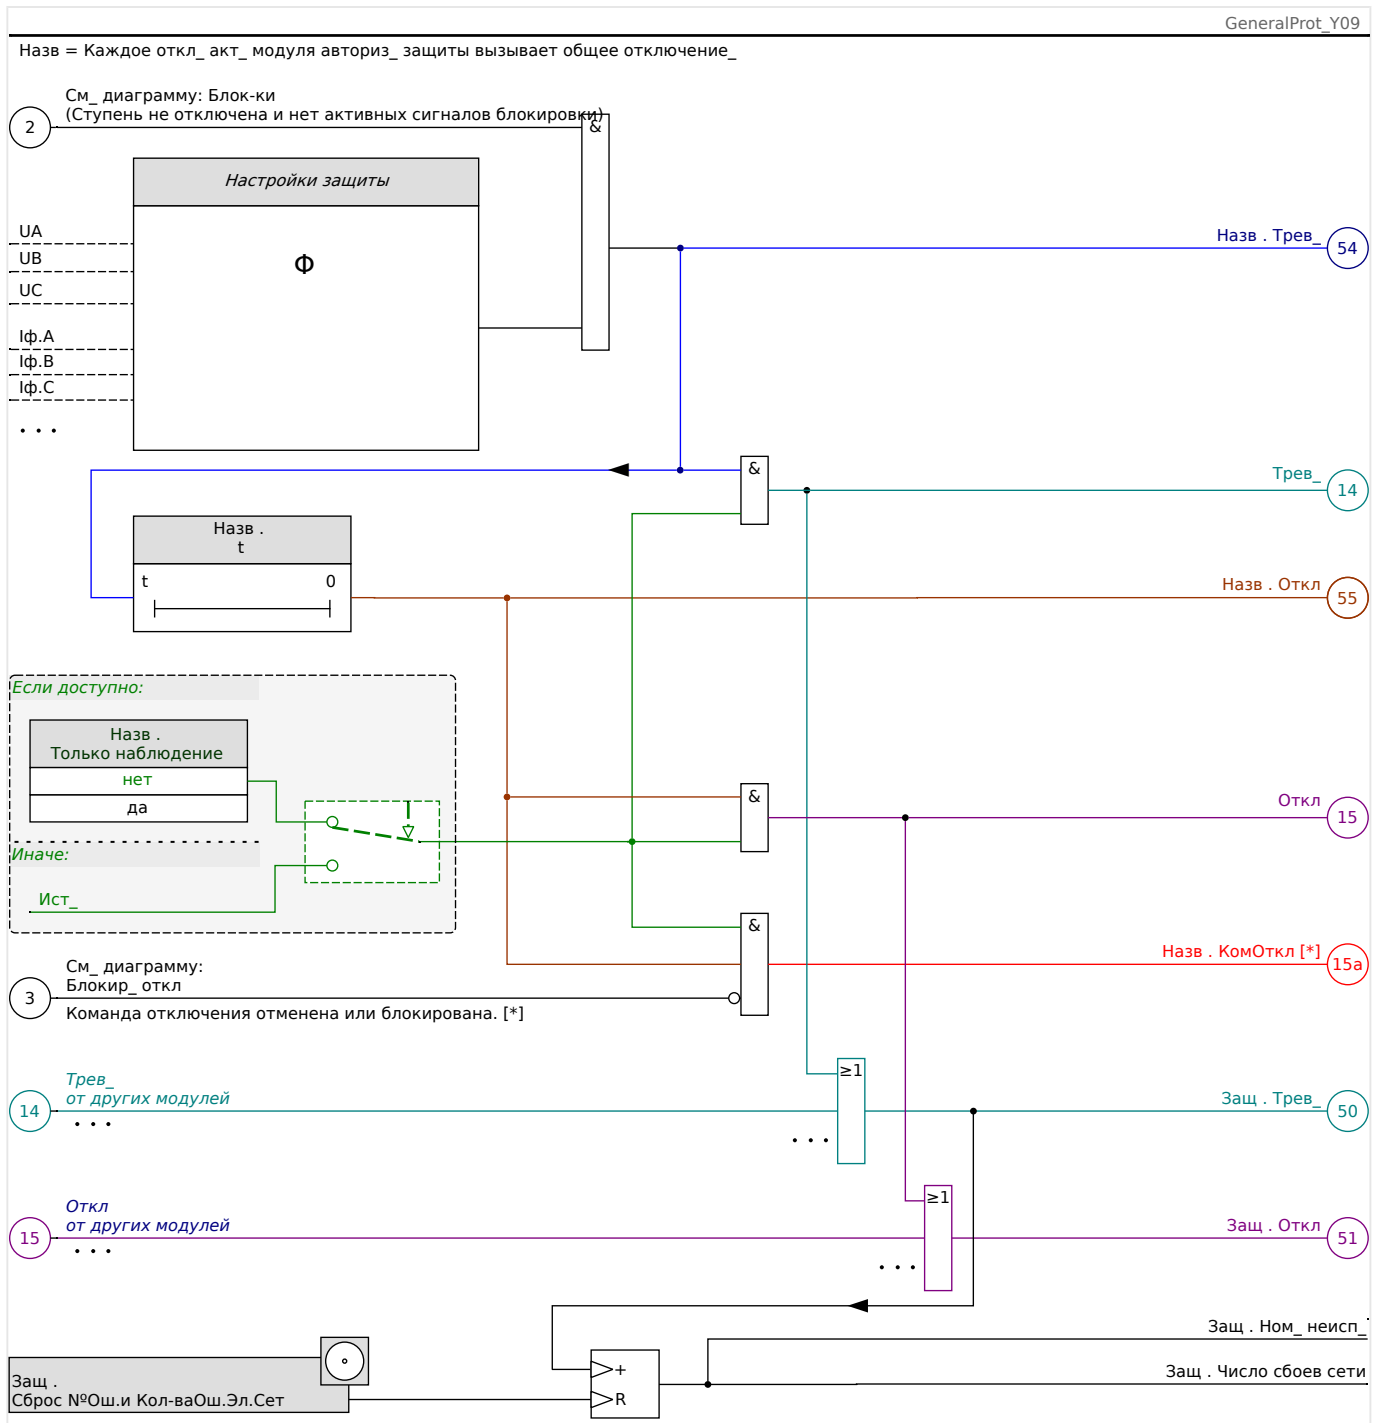 GeneralProt_Y09
Назв = Каждое откл_ акт_ модуля авториз_ защиты вызывает общее отключение_
См_ диаграмму: Блок-ки
(Ступень не отключена и нет активных сигналов блокировки)
2
&
Настройки защиты
UA
Назв . Трев_
54
UB
Ф
UC
Iф.A
Iф.B
Iф.C
• • •
&
Трев_
14
Назв .
t
t 0
Назв . Откл
55
Если доступно:
Назв .
Только наблюдение
нет
да
&
Откл
15
Иначе:
Ист_
&
Назв . КомОткл [*]
15a
См_ диаграмму:
Блокир_ откл
3
Команда отключения отменена или блокирована. [*]
Трев_
от других модулей
14
• • •
≥1
• • •
Защ . Трев_
50
Откл
от других модулей
15
• • •
≥1
• • •
Защ . Откл
51
Защ . Ном_ неисп_
+
Защ . Число сбоев сети
Защ .
Сброс №Ош.и Кол-ваОш.Эл.Сет
R